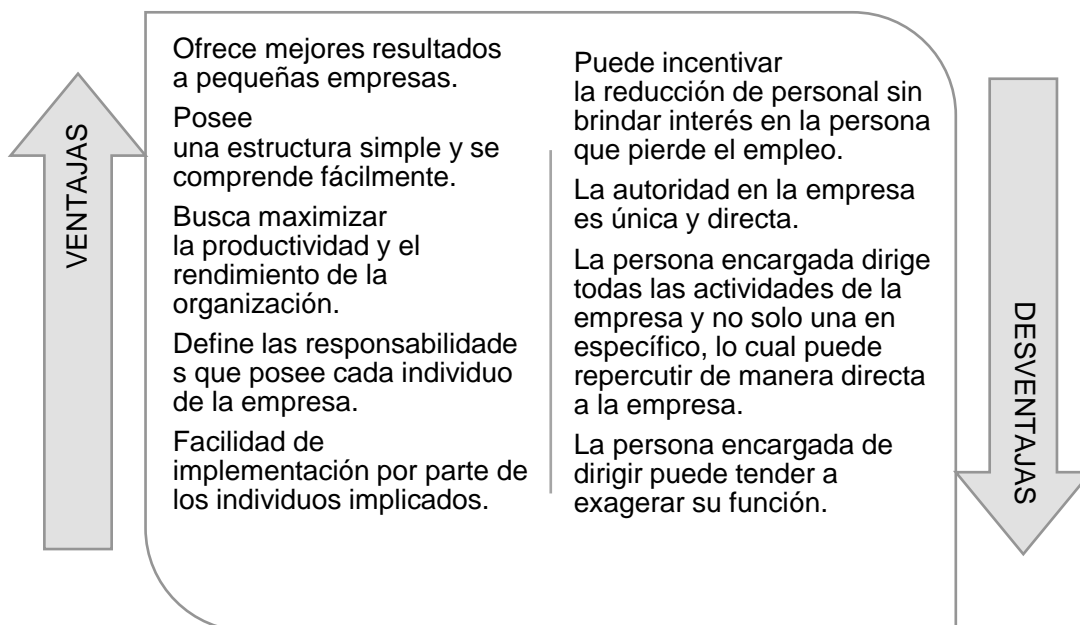 VENTAJAS
Ofrece mejores resultados
a pequeñas empresas.
Posee
una estructura simple y se
comprende fácilmente.
Busca maximizar
la productividad y el
rendimiento de la
organización.
Define las responsabilidade
s que posee cada individuo
de la empresa.
Facilidad de
implementación por parte de
los individuos implicados.
Puede incentivar
la reducción de personal sin
brindar interés en la persona
que pierde el empleo.
La autoridad en la empresa
es única y directa.
La persona encargada dirige
todas las actividades de la
empresa y no solo una en
específico, lo cual puede
repercutir de manera directa
a la empresa.
La persona encargada de
dirigir puede tender a
exagerar su función.
DESVENTAJAS